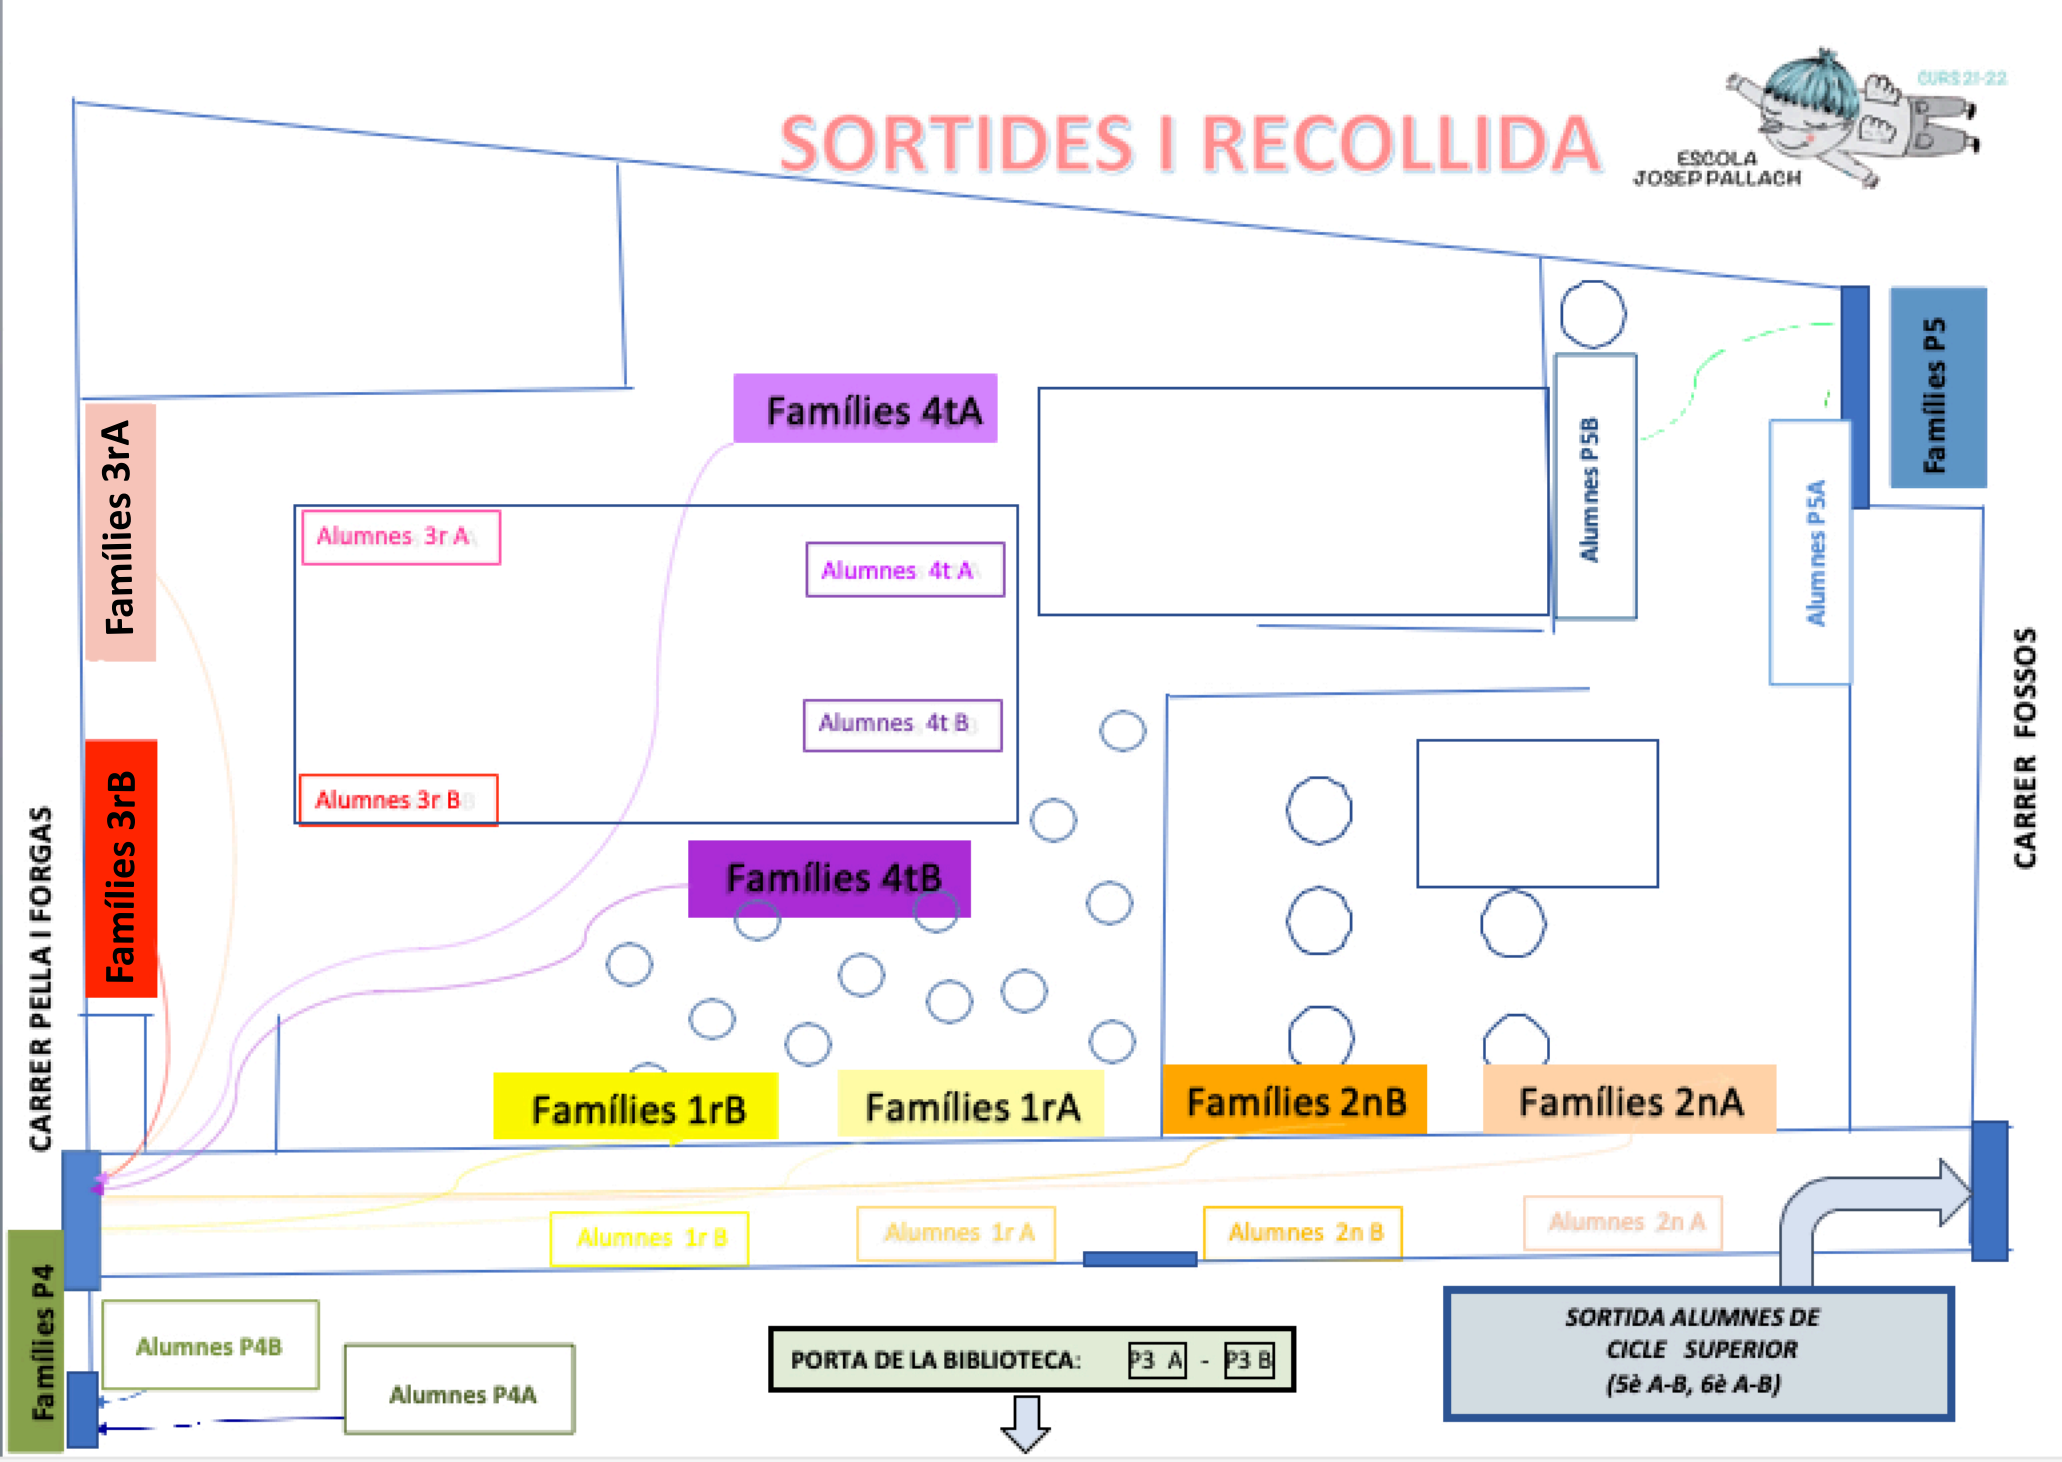 SORTIDES I RECOLLIDA
CURS 21-22
ESCOLA
JOSEP PALLACH
Famílies P5
Famílies 4tA
Famílies 3rA
Alumnes P5B
Alumnes 3r A
Alumnes 4t A
Alumnes P5A
CARRER FOSSOS
Alumnes 4t B
Famílies 3rB
Alumnes 3r B
CARRER PELLA I FORGAS
Famílies 4tB
Famílies 1rB
Famílies 1rA
Famílies 2nB
Famílies 2nA
Alumnes 1r B
Alumnes 1r A
Alumnes 2n B
Alumnes 2n A
Famílies P4
Alumnes P4B
Alumnes P4A
PORTA DE LA BIBLIOTECA: P3 A - P3 B
SORTIDA ALUMNES DE
CICLE SUPERIOR
(5è A-B, 6è A-B)